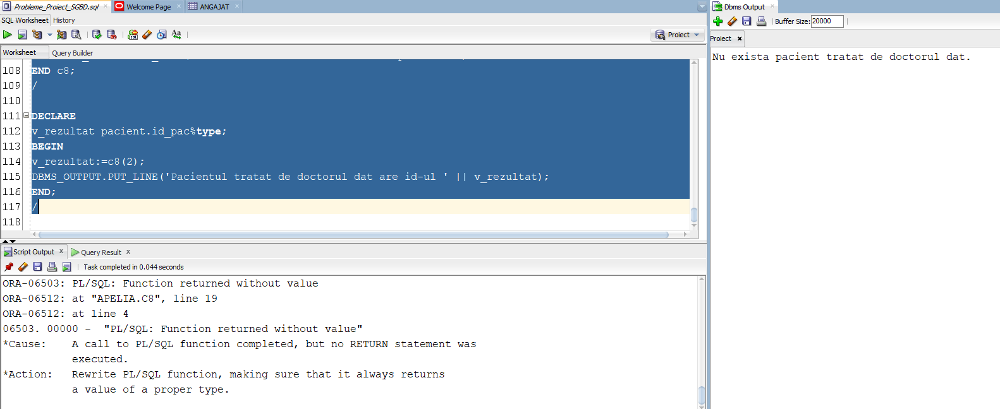 Probleme_Proiect_SGBD.sql Welcome Page ANGAJAT
SQL Worksheet History
Proiect
Worksheet Query Builder
108 END c8;
109 /
110
111 DECLARE
112 v_rezultat pacient.id_pac%type;
113 BEGIN
114 v_rezultat:=c8(2);
115 DBMS_OUTPUT.PUT_LINE('Pacientul tratat de doctorul dat are id-ul ' || v_rezultat);
116 END;
117 /
118
Script Output x Query Result x
Task completed in 0.044 seconds
ORA-06503: PL/SQL: Function returned without value
ORA-06512: at "APELIA.C8", line 19
ORA-06512: at line 4
06503. 00000 - "PL/SQL: Function returned without value"
*Cause: A call to PL/SQL function completed, but no RETURN statement was
executed.
*Action: Rewrite PL/SQL function, making sure that it always returns
a value of a proper type.
Dbms Output
Buffer Size: 20000
Proiect x
Nu exista pacient tratat de doctorul dat.